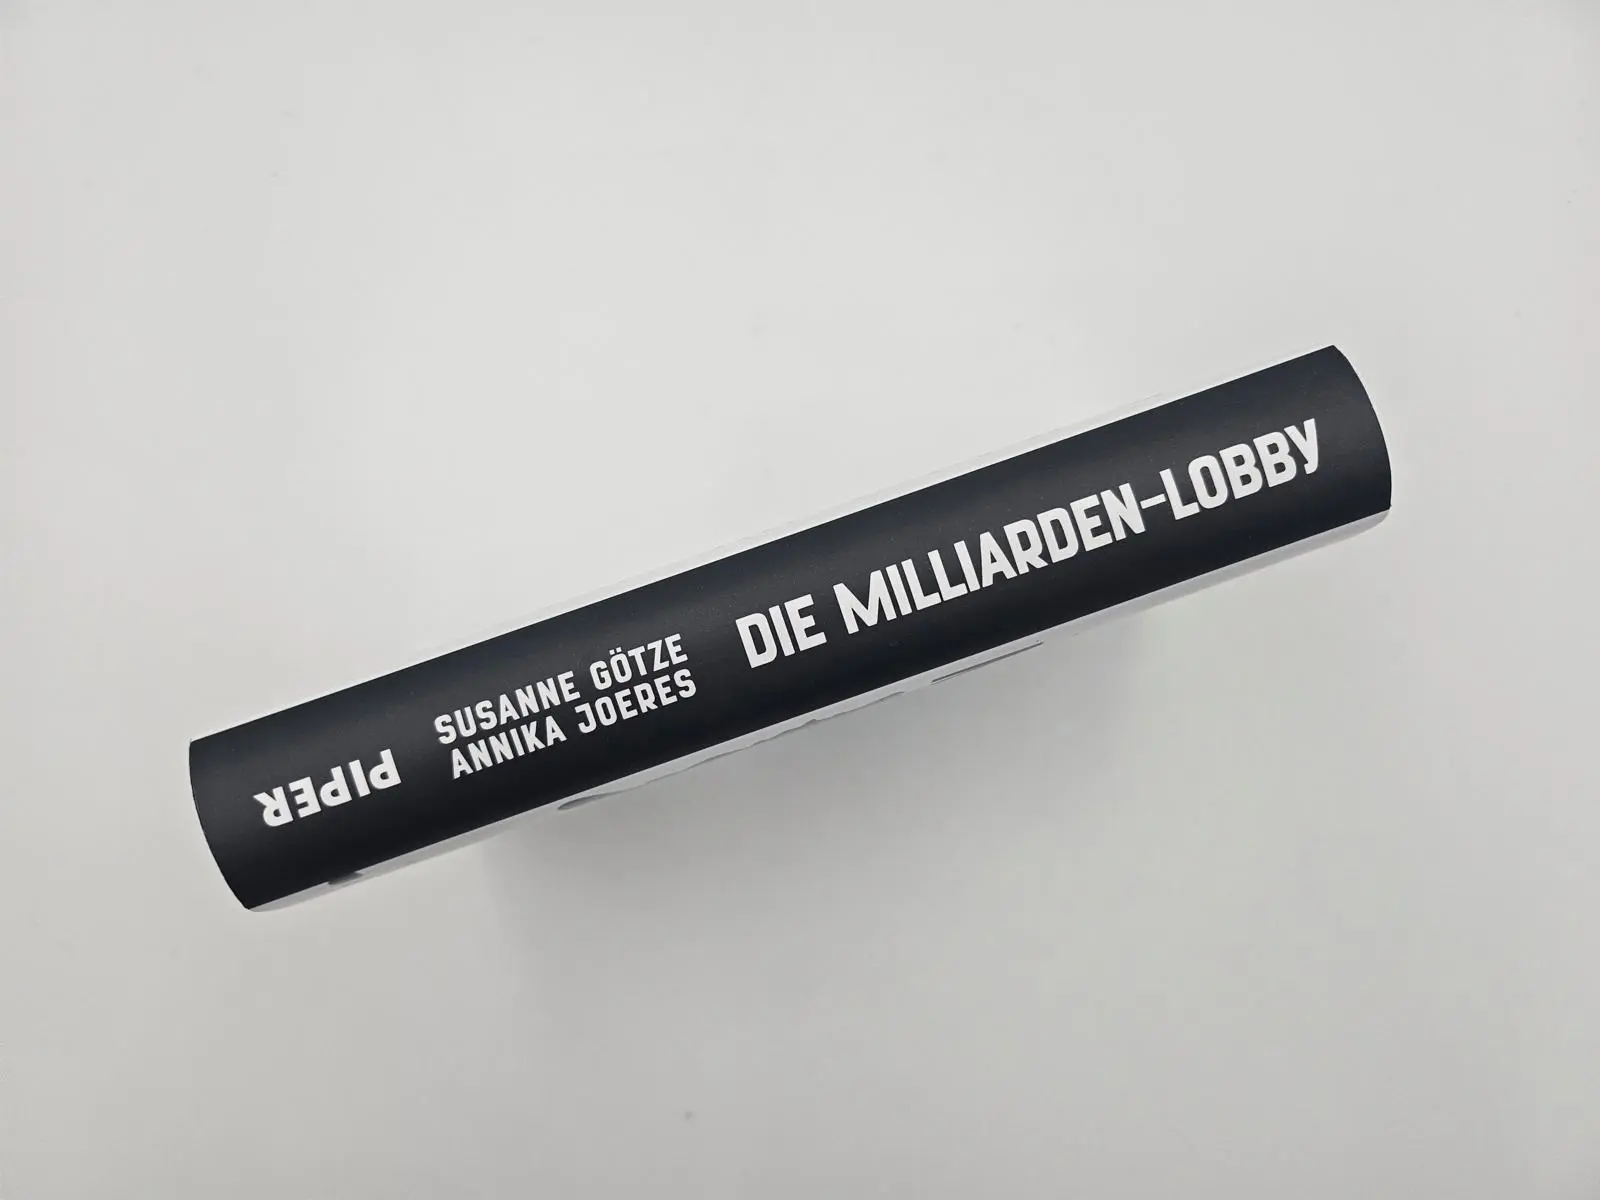 SUSANNE GÖTZE
ANNIKA JOERES
DIE MILLIARDEN-LOBBY
PIPER